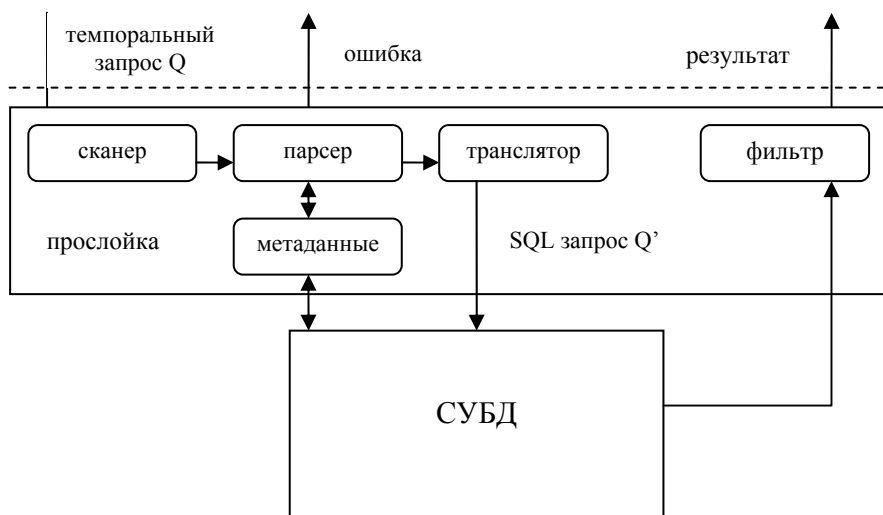 темпоральный
запрос Q
ошибка
результат
сканер
парсер
транслятор
фильтр
прослойка
метаданные
SQL запрос Q’
СУБД